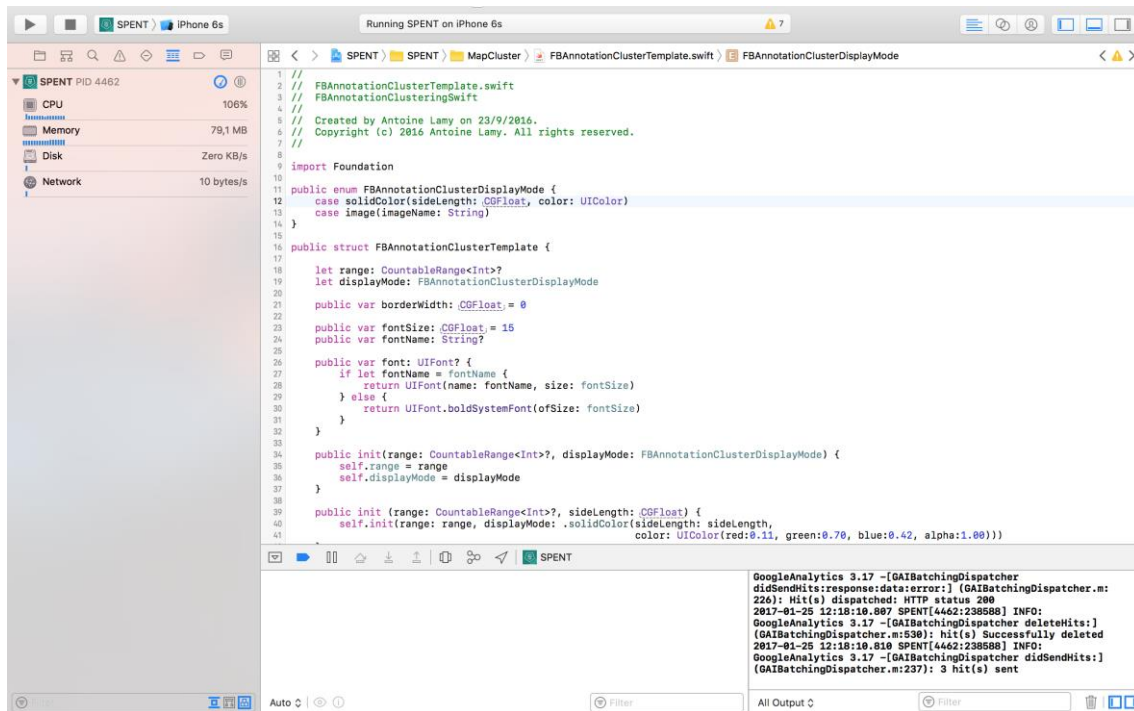 SPENT
iPhone 6s
Running SPENT on iPhone 6s
7
SPENT
SPENT
MapCluster
FBAnnotationClusterTemplate.swift
FBAnnotationClusterDisplayMode
SPENT PID 4462
CPU
106%
Memory
79,1 MB
Disk
Zero KB/s
Network
10 bytes/s
1 //
2 // FBAnnotationClusterTemplate.swift
3 // FBAnnotationClusteringSwift
4 //
5 // Created by Antoine Lamy on 23/9/2016.
6 // Copyright (c) 2016 Antoine Lamy. All rights reserved.
7 //
8
9 import Foundation
10
11 public enum FBAnnotationClusterDisplayMode {
12     case solidColor(sideLength: CGFloat, color: UIColor)
13     case image(imageName: String)
14 }
15
16 public struct FBAnnotationClusterTemplate {
17
18     let range: CountableRange<Int>?
19     let displayMode: FBAnnotationClusterDisplayMode
20
21     public var borderWidth: CGFloat = 0
22
23     public var fontSize: CGFloat = 15
24     public var fontName: String?
25
26     public var font: UIFont? {
27         if let fontName = fontName {
28             return UIFont(name: fontName, size: fontSize)
29         } else {
30             return UIFont.boldSystemFont(ofSize: fontSize)
31         }
32     }
33
34     public init(range: CountableRange<Int>?, displayMode: FBAnnotationClusterDisplayMode) {
35         self.range = range
36         self.displayMode = displayMode
37     }
38
39     public init (range: CountableRange<Int>?, sideLength: CGFloat) {
40         self.init(range: range, displayMode: .solidColor(sideLength: sideLength,
41                                                          color: UIColor(red:0.11, green:0.70, blue:0.42, alpha:1.00)))
SPENT
GoogleAnalytics 3.17 -[GAIBatchingDispatcher
didSendHits:response:data:error:] (GAIBatchingDispatcher.m:
226): Hit(s) dispatched: HTTP status 200
2017-01-25 12:18:10.807 SPENT[4462:238588] INFO:
GoogleAnalytics 3.17 -[GAIBatchingDispatcher deleteHits:]
(GAIBatchingDispatcher.m:530): hit(s) Successfully deleted
2017-01-25 12:18:10.810 SPENT[4462:238588] INFO:
GoogleAnalytics 3.17 -[GAIBatchingDispatcher didSendHits:]
(GAIBatchingDispatcher.m:237): 3 hit(s) sent
Auto
Filter
All Output
Filter